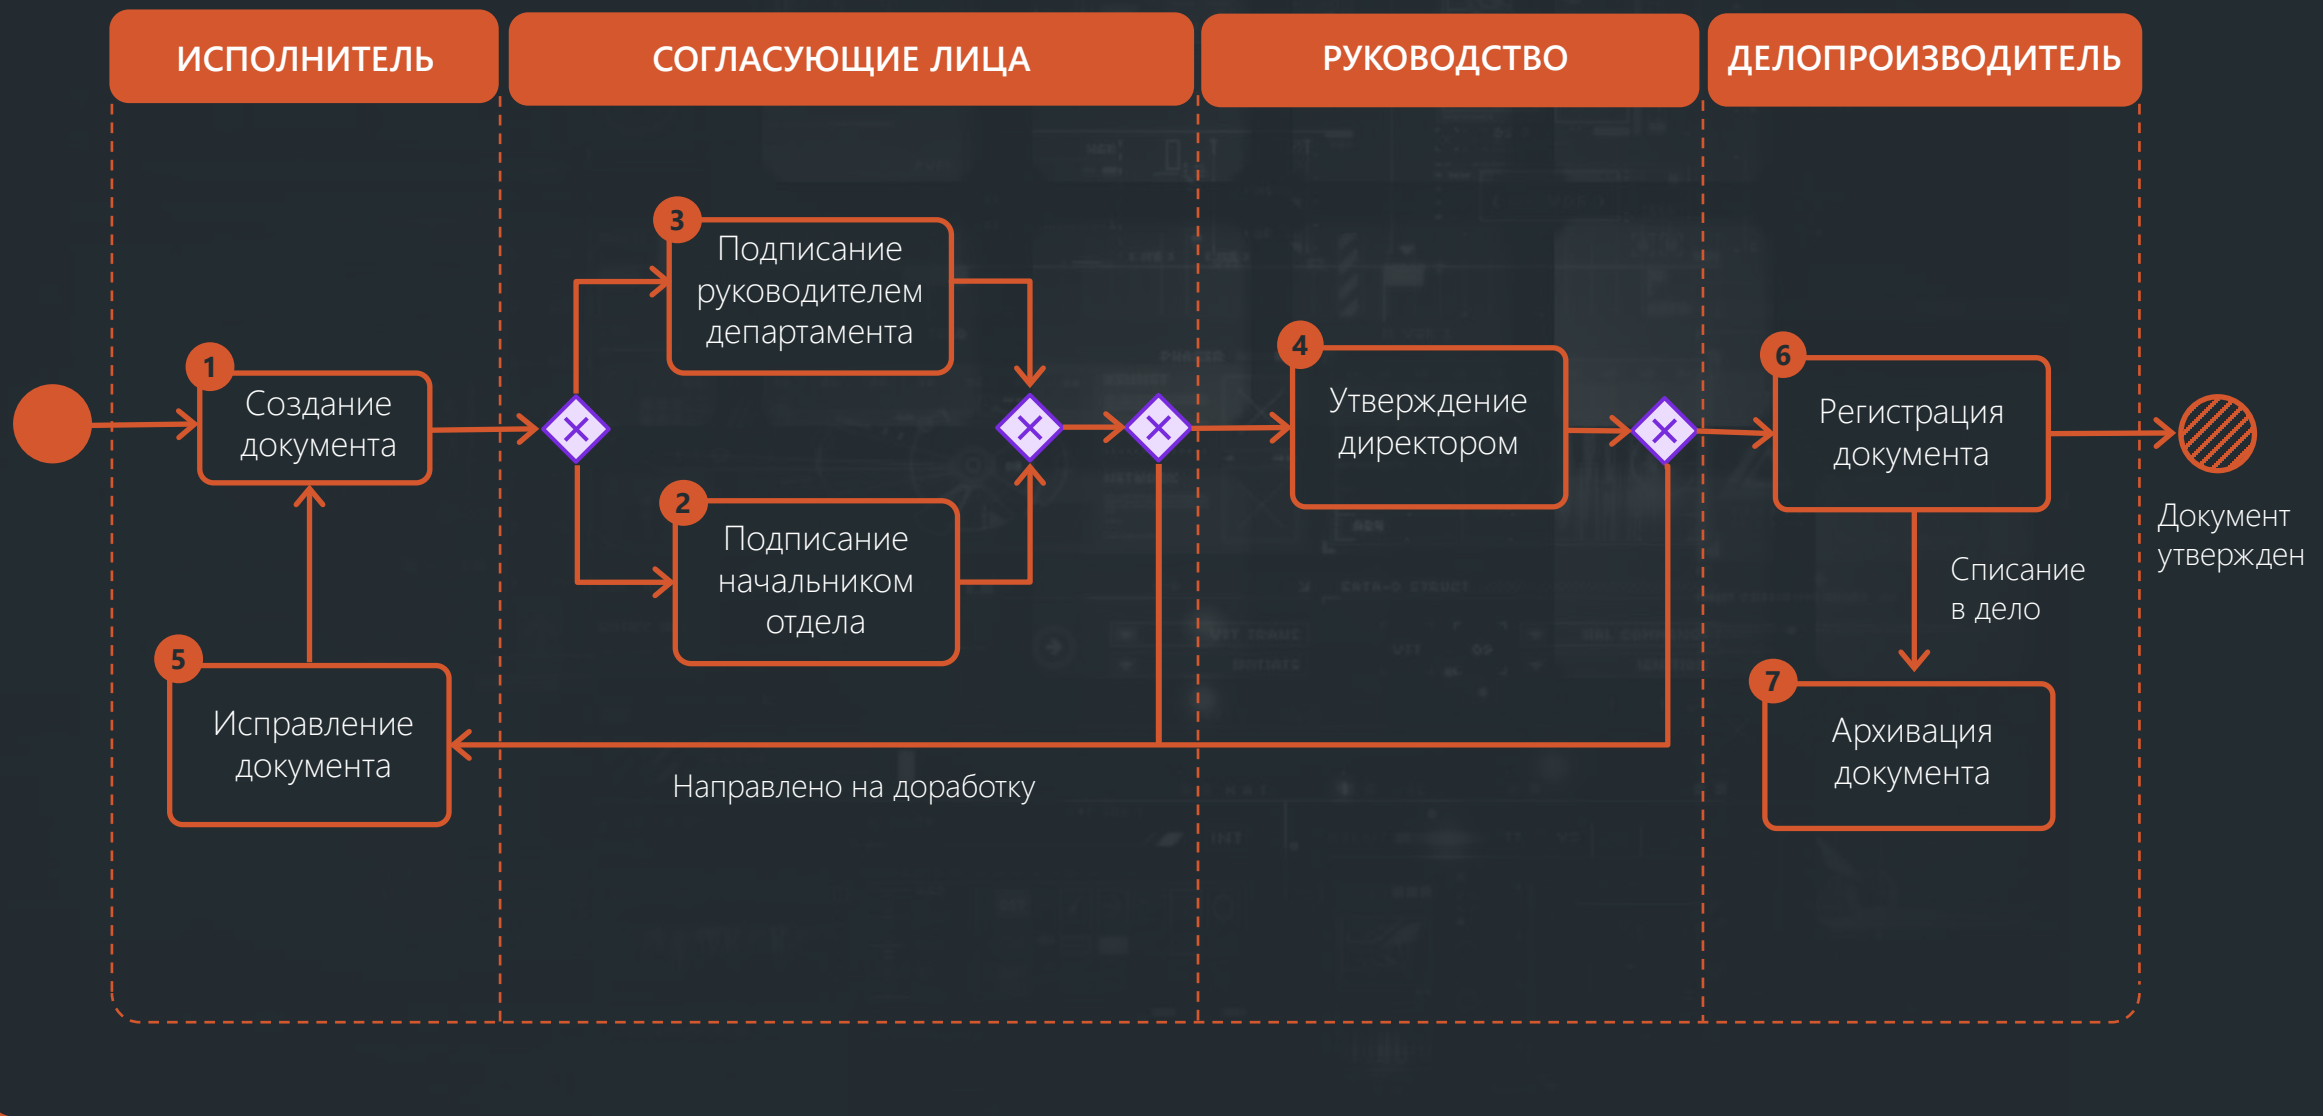 ИСПОЛНИТЕЛЬ
СОГЛАСУЮЩИЕ ЛИЦА
РУКОВОДСТВО
ДЕЛОПРОИЗВОДИТЕЛЬ
1
Создание
документа
3
Подписание
руководителем
департамента
2
Подписание
начальником
отдела
4
Утверждение
директором
6
Регистрация
документа
Документ
утвержден
Списание
в дело
5
Исправление
документа
Направлено на доработку
7
Архивация
документа